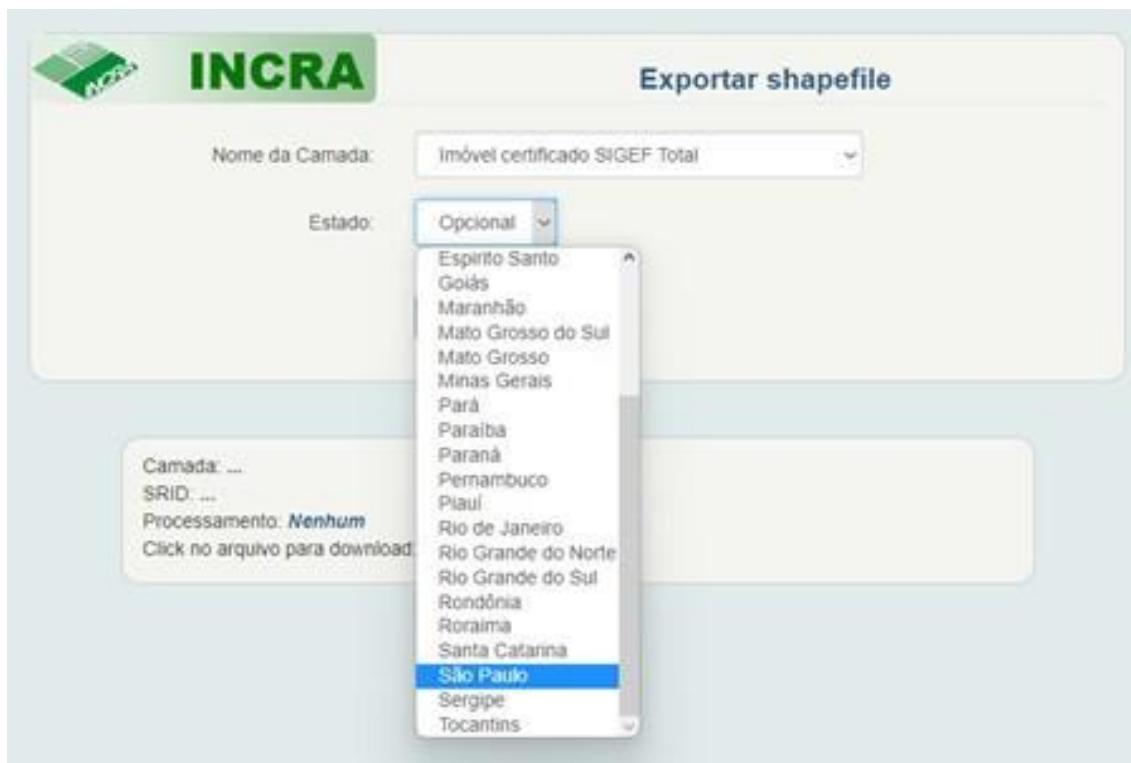 INCRA
INCRA
Exportar shapefile
Nome da Camada:
Imóvel certificado SIGEF Total
Estado:
Opcional
Espirito Santo
Goiás
Maranhão
Mato Grosso do Sul
Mato Grosso
Minas Gerais
Pará
Paraíba
Paraná
Pernambuco
Piauí
Rio de Janeiro
Rio Grande do Norte
Rio Grande do Sul
Rondônia
Roraima
Santa Catarina
São Paulo
Sergipe
Tocantins
Camada: ...
SRID: ...
Processamento: Nenhum
Click no arquivo para download